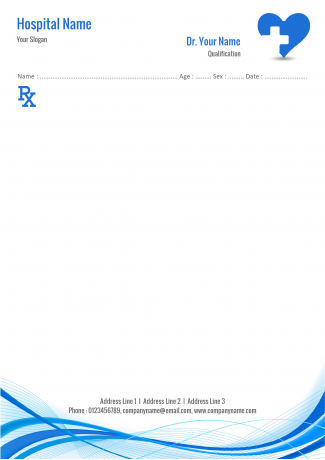 Hospital Name
Your Slogan
Dr. Your Name
Qualification
Name : ................................................................ Age : ........ Sex : ........ Date : ....................
Rx
Address Line 1 I Address Line 2 I Address Line 3
Phone : 0123456789, companyname@email.com, www.companyname.com